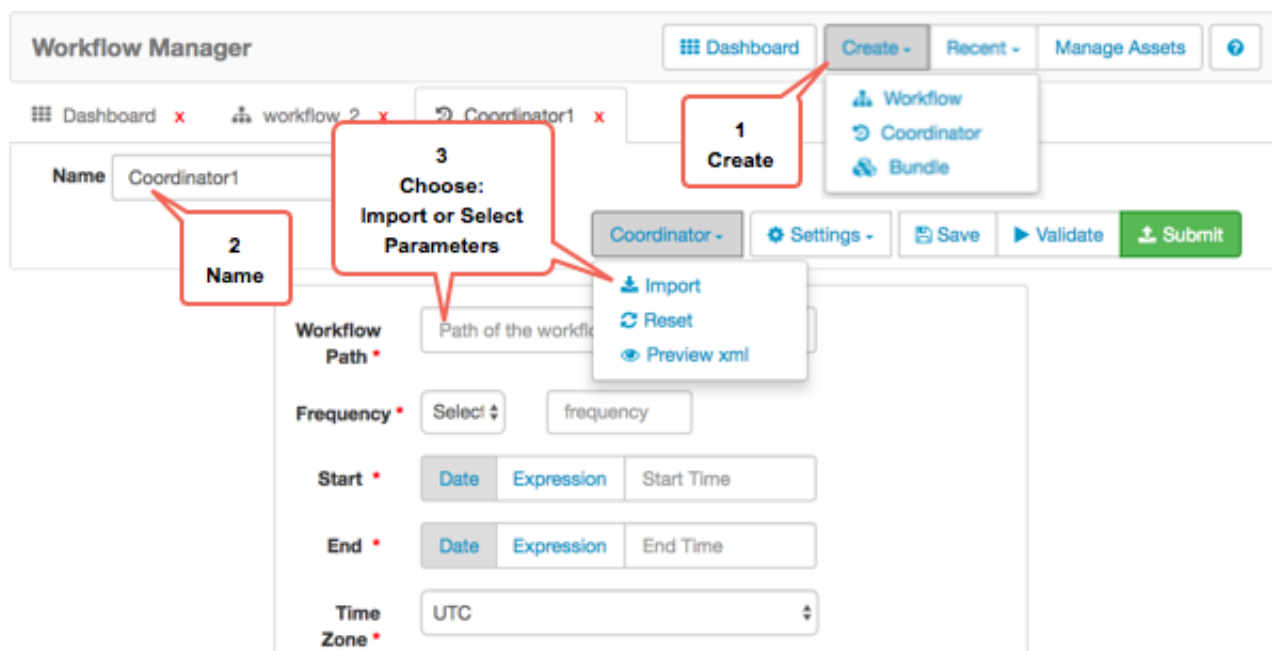 Workflow Manager
Dashboard
Create
Recent
Manage Assets
?
Dashboard x
workflow_2 x
Coordinator1 x
Workflow
Coordinator
Bundle
1
Create
Name
Coordinator1
2
Name
3
Choose:
Import or Select
Parameters
Coordinator
Settings
Save
Validate
Submit
Import
Reset
Preview xml
Workflow
Path *
Path of the
Frequency *
Select
frequency
Start *
Date
Expression
Start Time
End *
Date
Expression
End Time
Time
Zone *
UTC